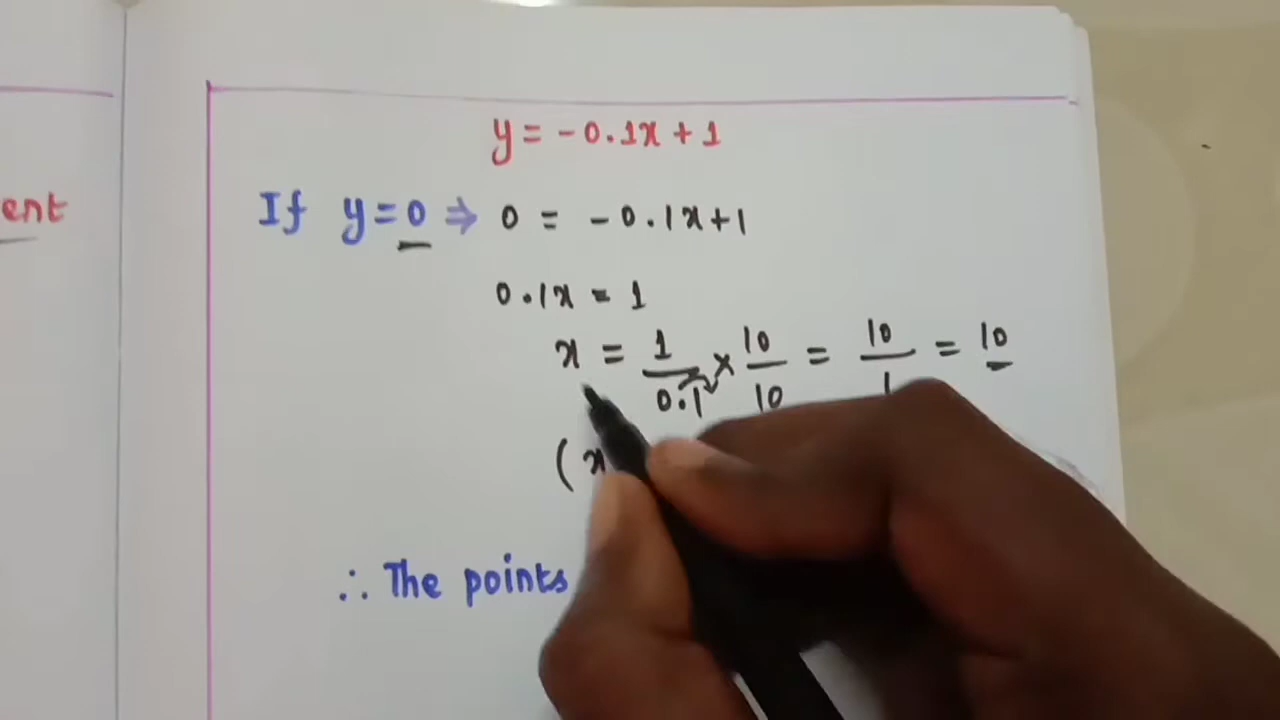 y = -0.1x + 1
ent
If y=0 ⇒ 0 = -0.1x+1
0.1x = 1
x = 1/0.1 × 10/10 = 10/1 = 10
(x
∴ The points